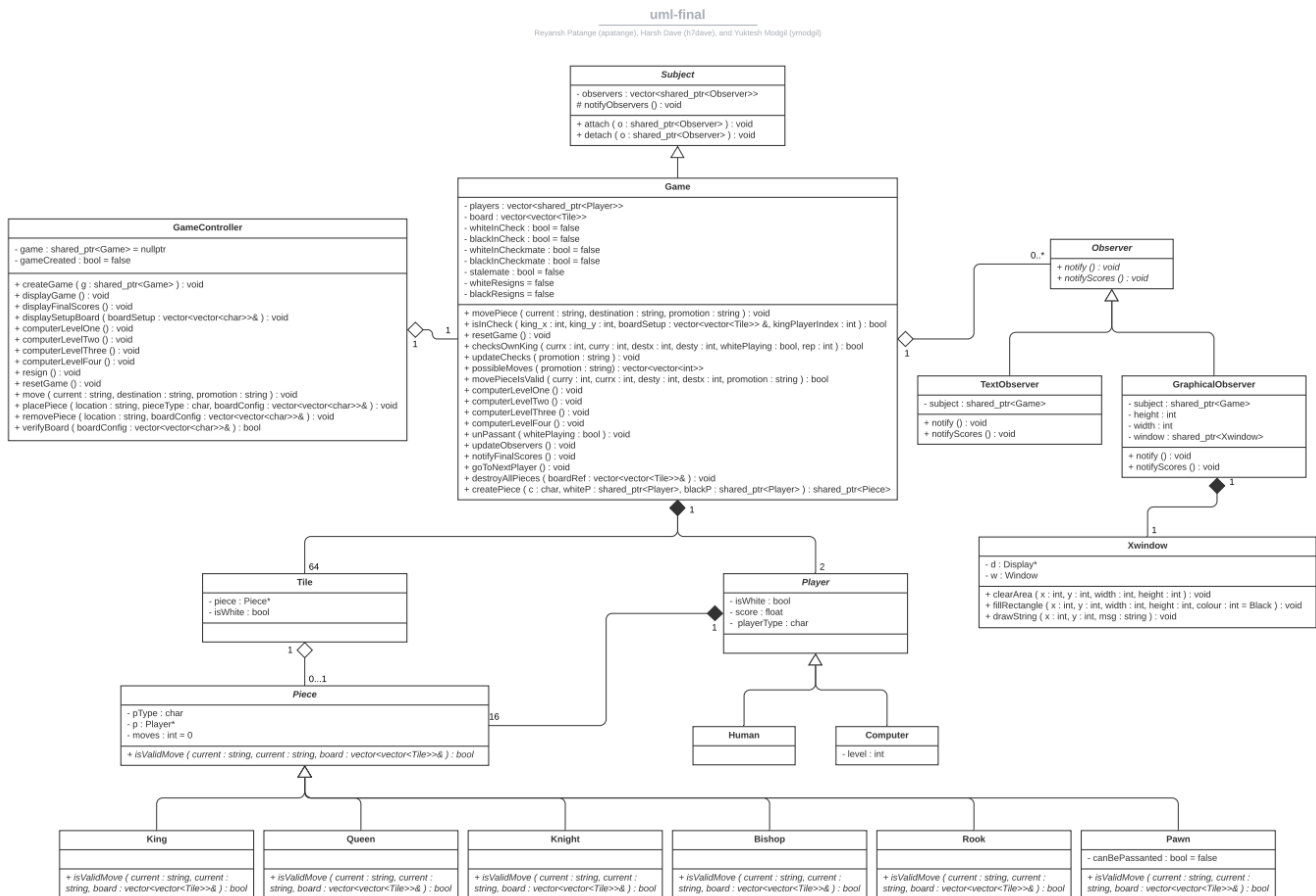 uml-final
Reyansh Patange (apatange), Harsh Dave (h7dave), and Yuktesh Modgil (ymodgil)
Subject
- observers : vector<shared_ptr<Observer>>
# notifyObservers () : void
+ attach ( o : shared_ptr<Observer> ) : void
+ detach ( o : shared_ptr<Observer> ) : void
Game
- players : vector<shared_ptr<Player>>
- board : vector<vector<Tile>>
- whiteInCheck : bool = false
- blackInCheck : bool = false
- whiteInCheckmate : bool = false
- blackInCheckmate : bool = false
- stalemate : bool = false
- whiteResigns = false
- blackResigns = false
+ movePiece ( current : string, destination : string, promotion : string ) : void
+ isInCheck ( king_x : int, king_y : int, boardSetup : vector<vector<Tile>> &, kingPlayerIndex : int ) : bool
+ resetGame () : void
+ checksOwnKing ( currx : int, curry : int, destx : int, desty : int, whitePlaying : bool, rep : int ) : bool
+ updateChecks ( promotion : string ) : void
+ possibleMoves ( promotion : string) : vector<vector<int>>
+ movePieceIsValid ( curry : int, currx : int, desty : int, destx : int, promotion : string ) : bool
+ computerLevelOne () : void
+ computerLevelTwo () : void
+ computerLevelThree () : void
+ computerLevelFour () : void
+ unPassant ( whitePlaying : bool ) : void
+ updateObservers () : void
+ notifyFinalScores () : void
+ goToNextPlayer () : void
+ destroyAllPieces ( boardRef : vector<vector<Tile>>& ) : void
+ createPiece ( c : char, whiteP : shared_ptr<Player>, blackP : shared_ptr<Player> ) : shared_ptr<Piece>
GameController
- game : shared_ptr<Game> = nullptr
- gameCreated : bool = false
+ createGame ( g : shared_ptr<Game> ) : void
+ displayGame () : void
+ displayFinalScores () : void
+ displaySetupBoard ( boardSetup : vector<vector<char>>& ) : void
+ computerLevelOne () : void
+ computerLevelTwo () : void
+ computerLevelThree () : void
+ computerLevelFour () : void
+ resign () : void
+ resetGame () : void
+ move ( current : string, destination : string, promotion : string ) : void
+ placePiece ( location : string, pieceType : char, boardConfig : vector<vector<char>>& ) : void
+ removePiece ( location : string, boardConfig : vector<vector<char>>& ) : void
+ verifyBoard ( boardConfig : vector<vector<char>>& ) : bool
1
1
1
0..*
Observer
+ notify () : void
+ notifyScores () : void
TextObserver
- subject : shared_ptr<Game>
+ notify () : void
+ notifyScores () : void
GraphicalObserver
- subject : shared_ptr<Game>
- height : int
- width : int
- window : shared_ptr<Xwindow>
+ notify () : void
+ notifyScores () : void
1
1
Xwindow
- d : Display*
- w : Window
+ clearArea ( x : int, y : int, width : int, height : int ) : void
+ fillRectangle ( x : int, y : int, width : int, height : int, colour : int = Black ) : void
+ drawString ( x : int, y : int, msg : string ) : void
1
64
2
Tile
- piece : Piece*
- isWhite : bool
Player
- isWhite : bool
- score : float
- playerType : char
1
1
0...1
16
Piece
- pType : char
- p : Player*
- moves : int = 0
+ isValidMove ( current : string, current : string, board : vector<vector<Tile>>& ) : bool
Human
Computer
- level : int
King
+ isValidMove ( current : string, current :
string, board : vector<vector<Tile>>& ) : bool
Queen
+ isValidMove ( current : string, current :
string, board : vector<vector<Tile>>& ) : bool
Knight
+ isValidMove ( current : string, current :
string, board : vector<vector<Tile>>& ) : bool
Bishop
+ isValidMove ( current : string, current :
string, board : vector<vector<Tile>>& ) : bool
Rook
+ isValidMove ( current : string, current :
string, board : vector<vector<Tile>>& ) : bool
Pawn
- canBePassanted : bool = false
+ isValidMove ( current : string, current :
string, board : vector<vector<Tile>>& ) : bool